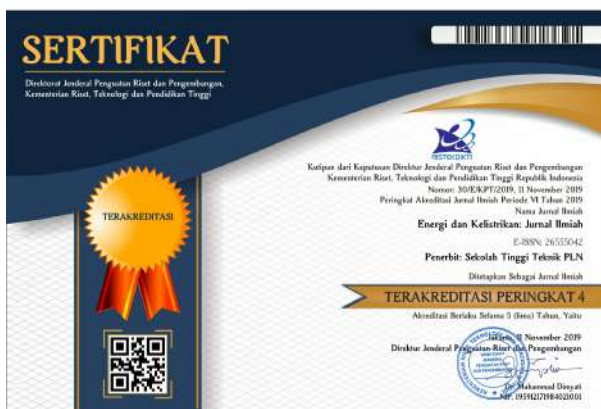 SERTIFIKAT
Direktorat Jenderal Penguatan Riset dan Pengembangan,
Kementerian Riset, Teknologi dan Pendidikan Tinggi
RISTEKDIKTI
Kutipan dari Keputusan Direktur Jenderal Penguatan Riset dan Pengembangan
Kementerian Riset, Teknologi dan Pendidikan Tinggi Republik Indonesia
Nomor: 30/E/KPT/2019, 11 November 2019
Peringkat Akreditasi Jurnal Ilmiah Periode VI Tahun 2019
Nama Jurnal Ilmiah
Energi dan Kelistrikan: Jurnal Ilmiah
E-ISSN: 26555042
Penerbit: Sekolah Tinggi Teknik PLN
Ditetapkan Sebagai Jurnal Ilmiah
TERAKREDITASI PERINGKAT 4
Akreditasi Berlaku Selama 5 (lima) Tahun, Yaitu
Jakarta, 11 November 2019
Direktur Jenderal Penguatan Riset dan Pengembangan
Dr. Muhammad Dimyati
NIP. 195912171984021001
TERAKREDITASI